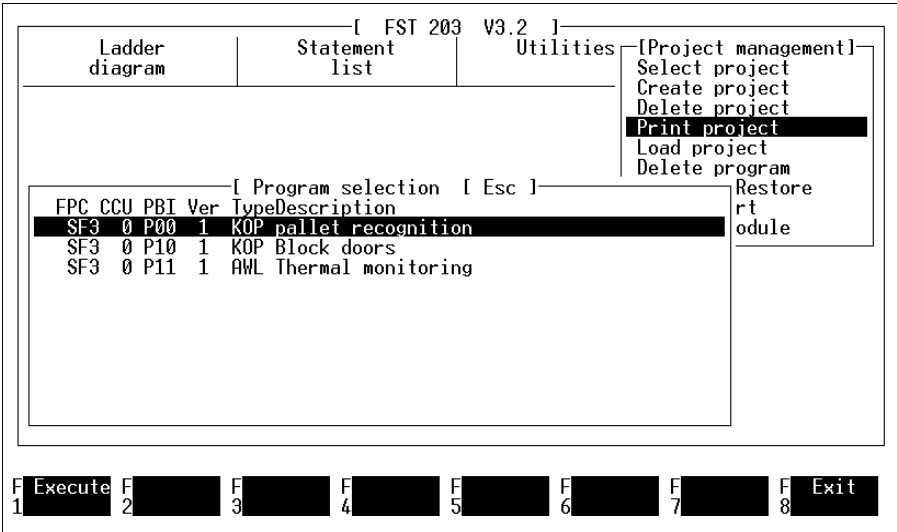 [ FST 203 V3.2 ]
Ladder diagram
Statement list
Utilities
[Project management]
Select project
Create project
Delete project
Print project
Load project
Delete program
Restore
rt
odule
[ Program selection [ Esc ]
FPC CCU PBI Ver TypeDescription
SF3 0 P00 1 KOP pallet recognition
SF3 0 P10 1 KOP Block doors
SF3 0 P11 1 AWL Thermal monitoring
F1 Execute F2 F3 F4 F5 F6 F7 F8 Exit